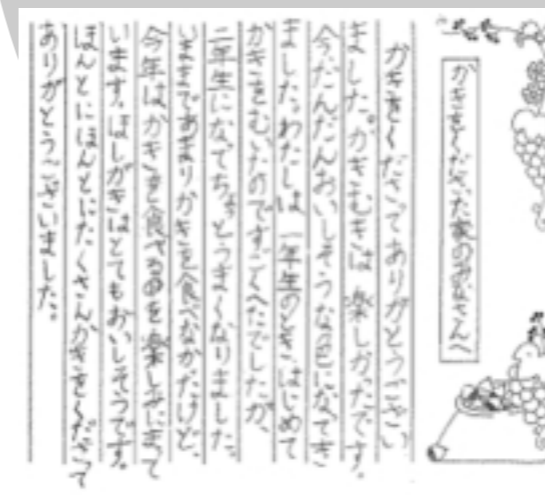 かきをくださった家のみなさんへ
かきをくださってありがとうござい
ました。かきむきは楽しかったです。
今、だんだんおいしそうな色になってき
ました。わたしは、一年生のときはじめて
かきをむいたのですごくへたでしたが、
二年生になってちょっとうまくなりました。
いままであまりかきを食べなかったけど、
今年はかきを食べる日を楽しみにまって
います。ほしがきはとてもおいしそうです。
ほんとにほんとにたくさんかきをくださって
ありがとうございました。